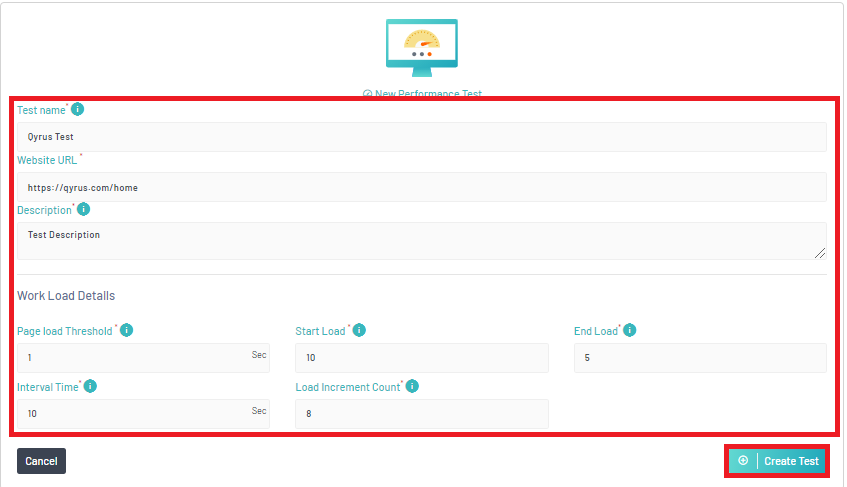 New Performance Test
Test name*
Qyrus Test
Website URL *
https://qyrus.com/home
Description*
Test Description
Work Load Details
Page load Threshold * Start Load * End Load*
1 Sec 10 5
Interval Time* Load Increment Count*
10 Sec 8
Cancel Create Test